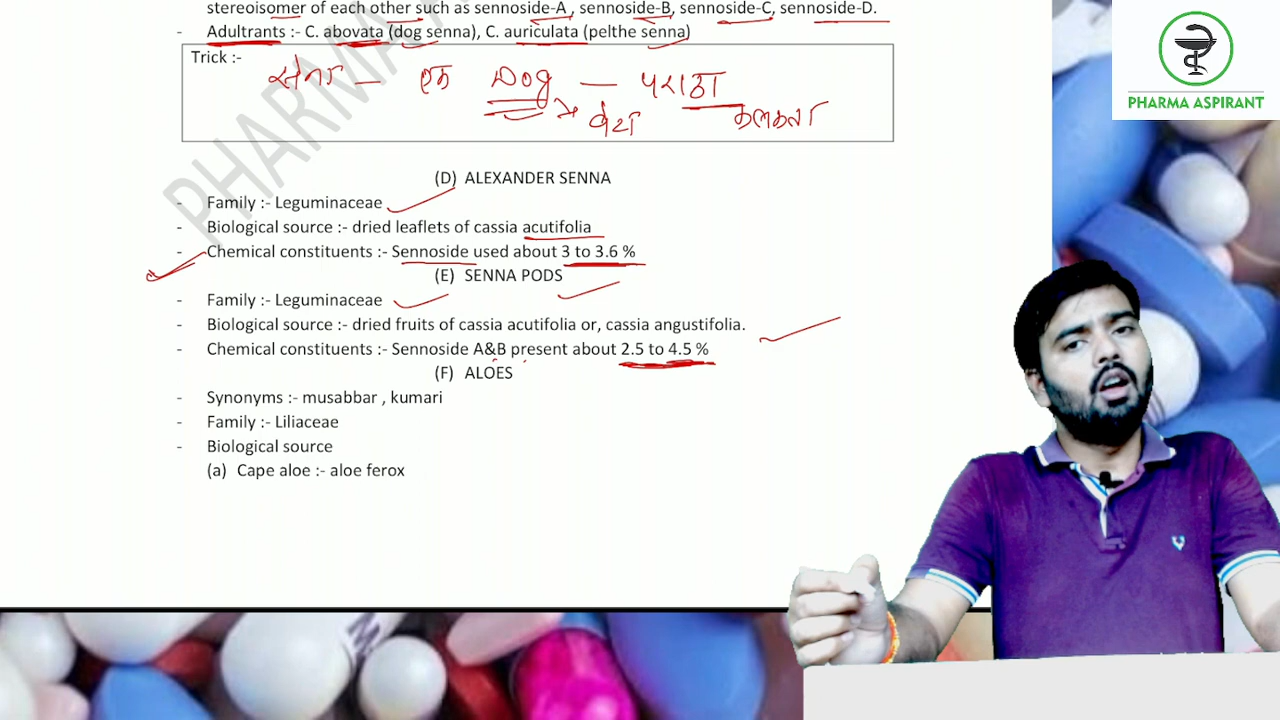 stereoisomer of each other such as sennoside-A , sennoside-B, sennoside-C, sennoside-D.
- Adultrants :- C. abovata (dog senna), C. auriculata (pelthe senna)
Trick :-
एक Dog — पराठा
PHARMA
PHARMA ASPIRANT
(D) ALEXANDER SENNA
- Family :- Leguminaceae
- Biological source :- dried leaflets of cassia acutifolia
- Chemical constituents :- Sennoside used about 3 to 3.6 %
(E) SENNA PODS
- Family :- Leguminaceae
- Biological source :- dried fruits of cassia acutifolia or, cassia angustifolia.
- Chemical constituents :- Sennoside A&B present about 2.5 to 4.5 %
(F) ALOES
- Synonyms :- musabbar , kumari
- Family :- Liliaceae
- Biological source
(a) Cape aloe :- aloe ferox